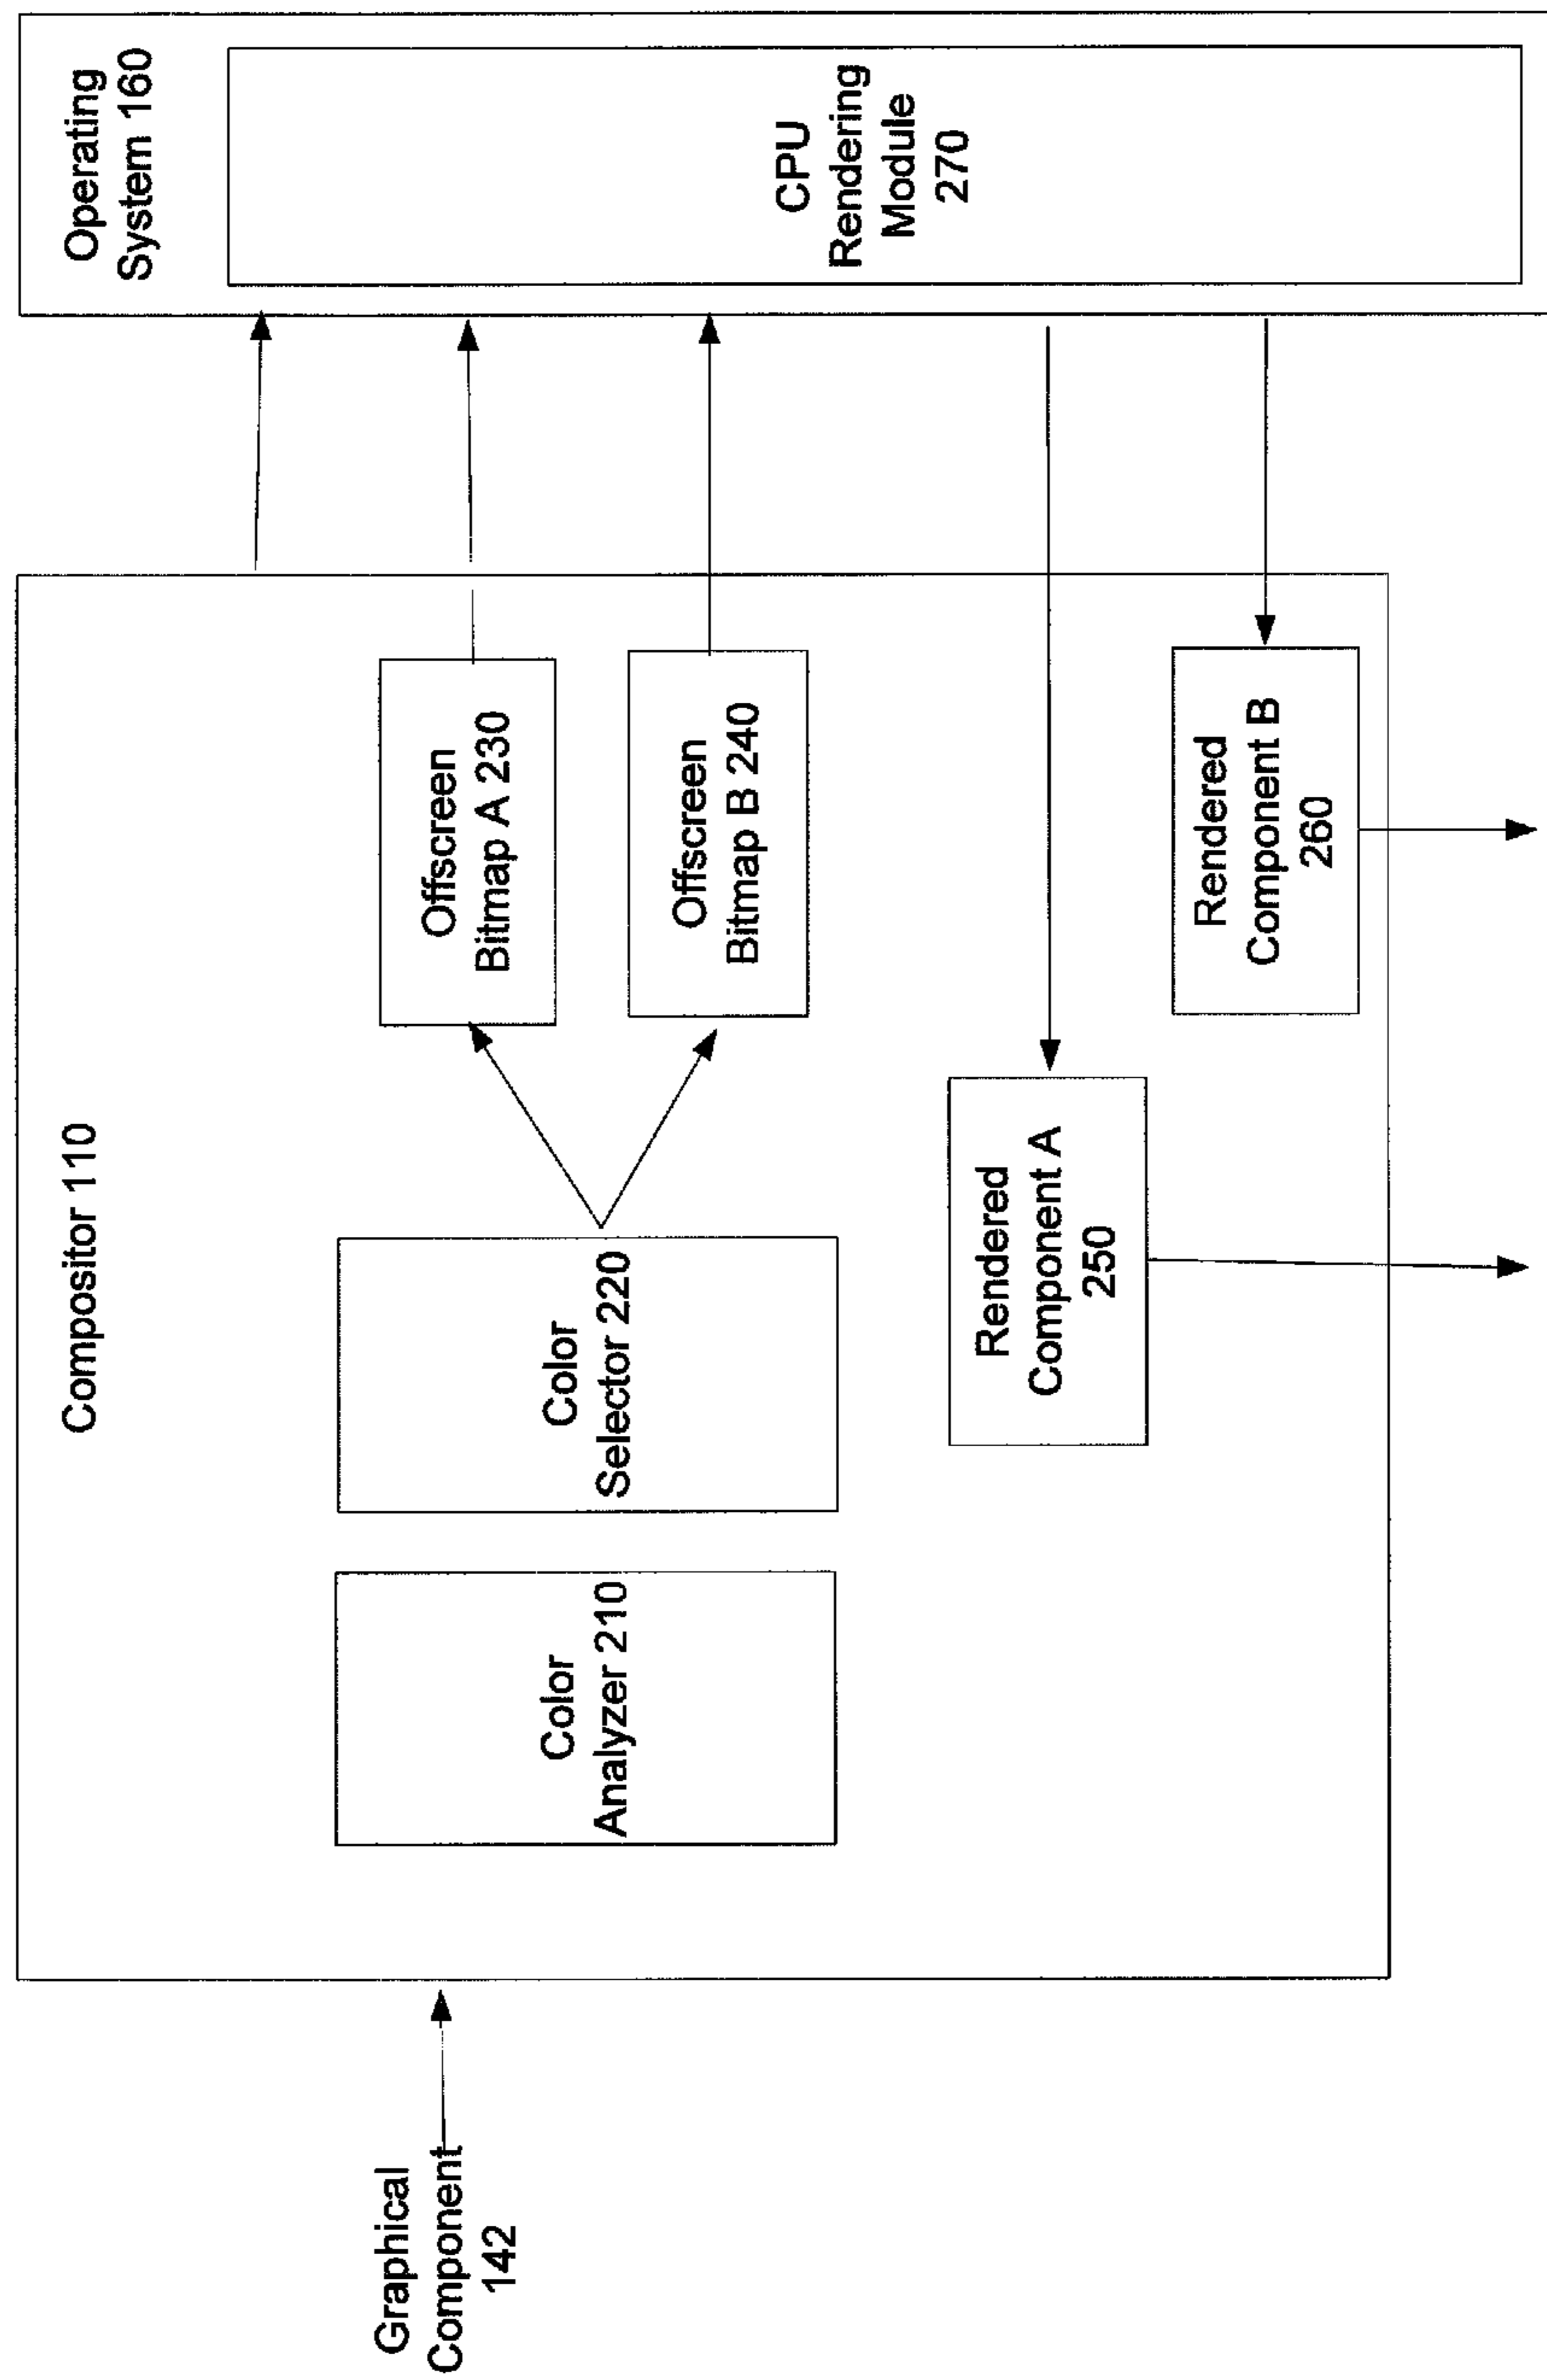 Graphical
Component
142
Compositor 110
Color
Analyzer 210
Color
Selector 220
Offscreen
Bitmap A 230
Offscreen
Bitmap B 240
Rendered
Component A
250
Rendered
Component B
260
Operating
System 160
CPU
Rendering
Module
270